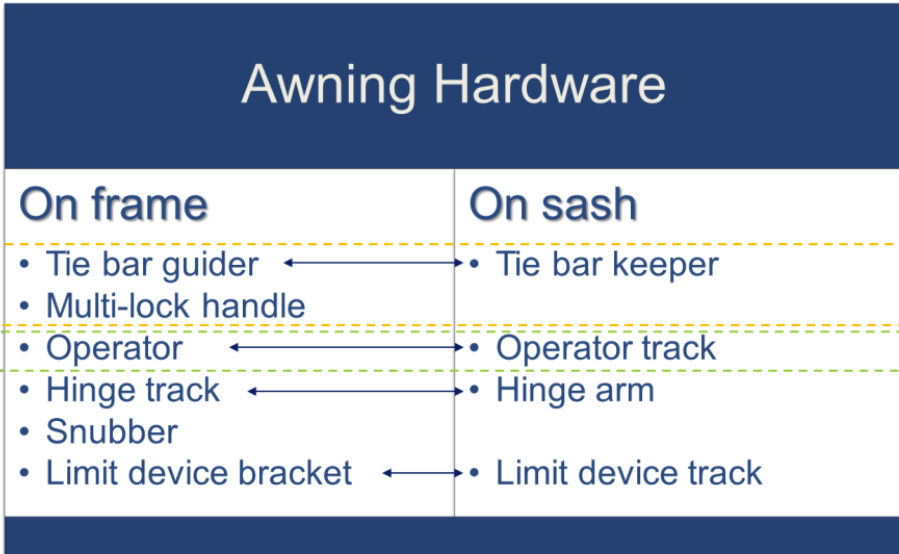 Awning Hardware
On frame
• Tie bar guider
• Multi-lock handle
• Operator
• Hinge track
• Snubber
• Limit device bracket
On sash
• Tie bar keeper
• Operator track
• Hinge arm
• Limit device track